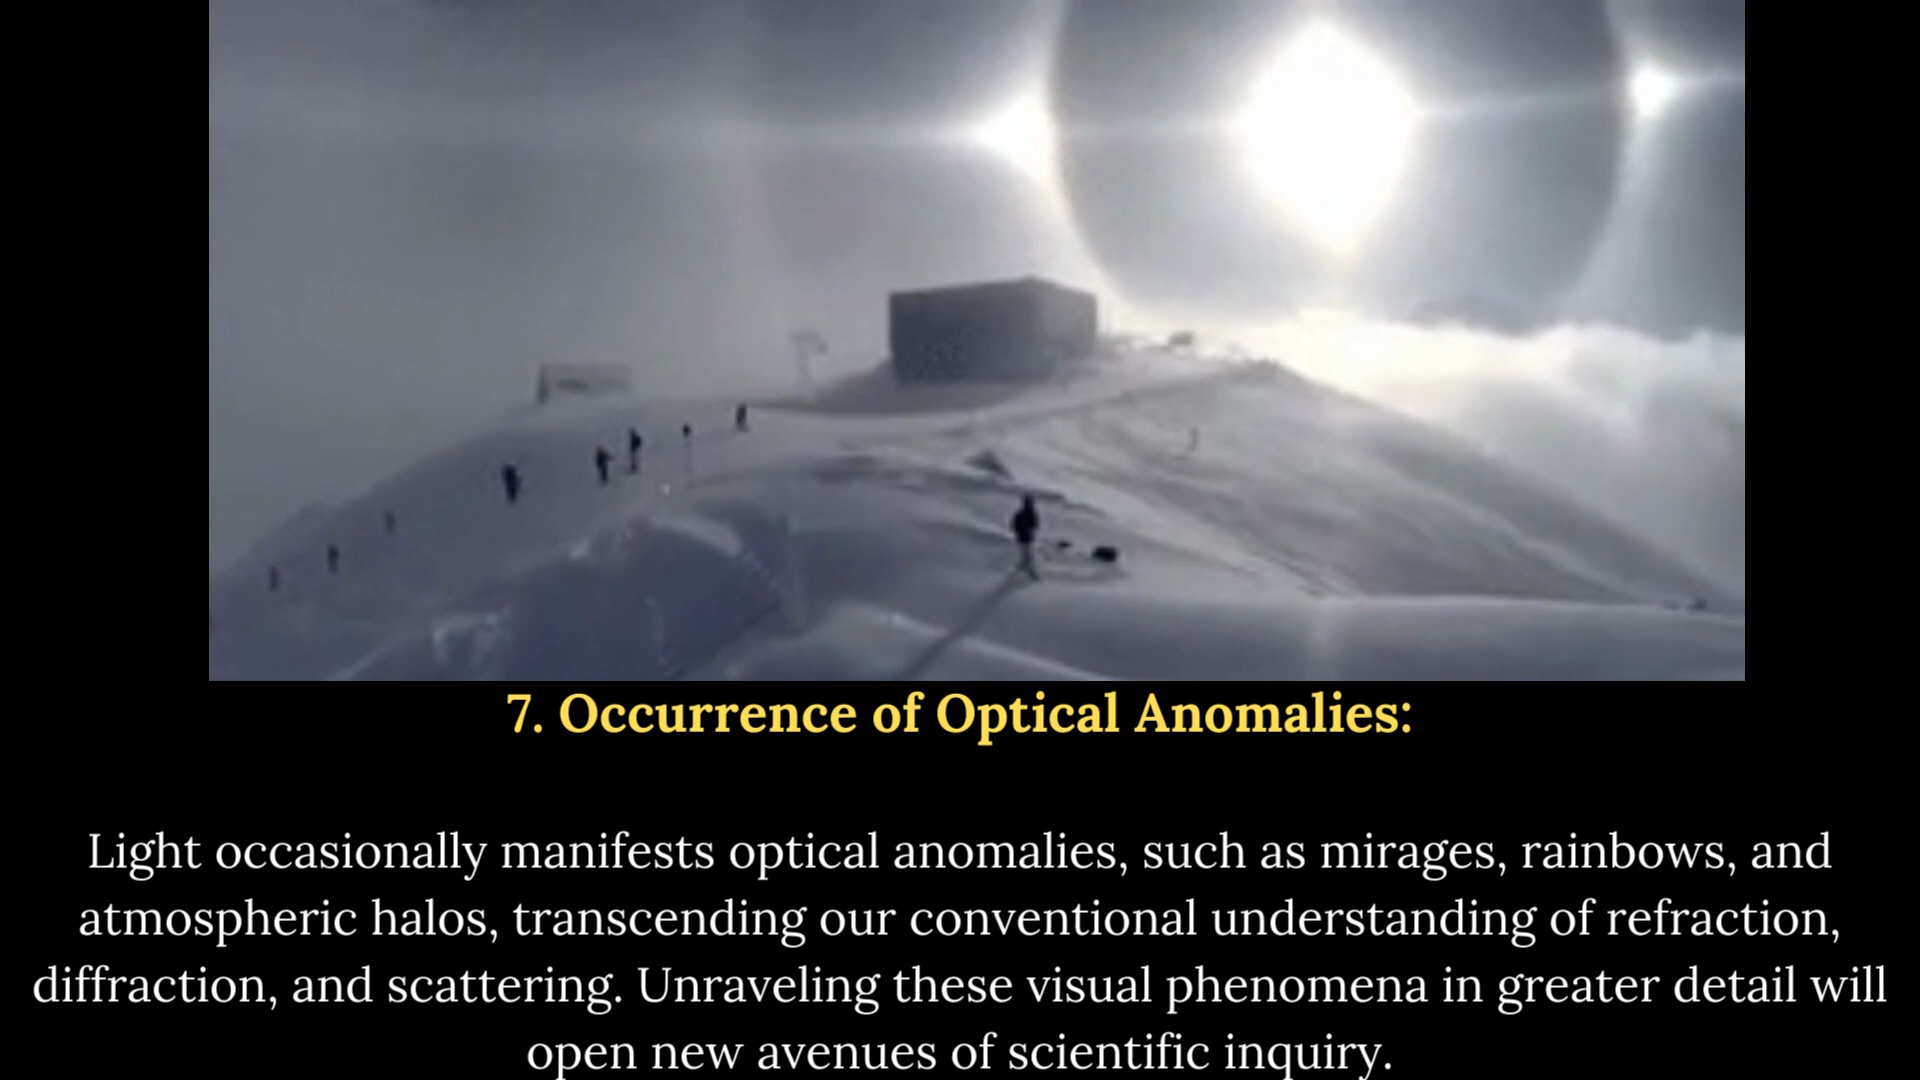 7. Occurrence of Optical Anomalies:
Light occasionally manifests optical anomalies, such as mirages, rainbows, and
atmospheric halos, transcending our conventional understanding of refraction,
diffraction, and scattering. Unraveling these visual phenomena in greater detail will
open new avenues of scientific inquiry.